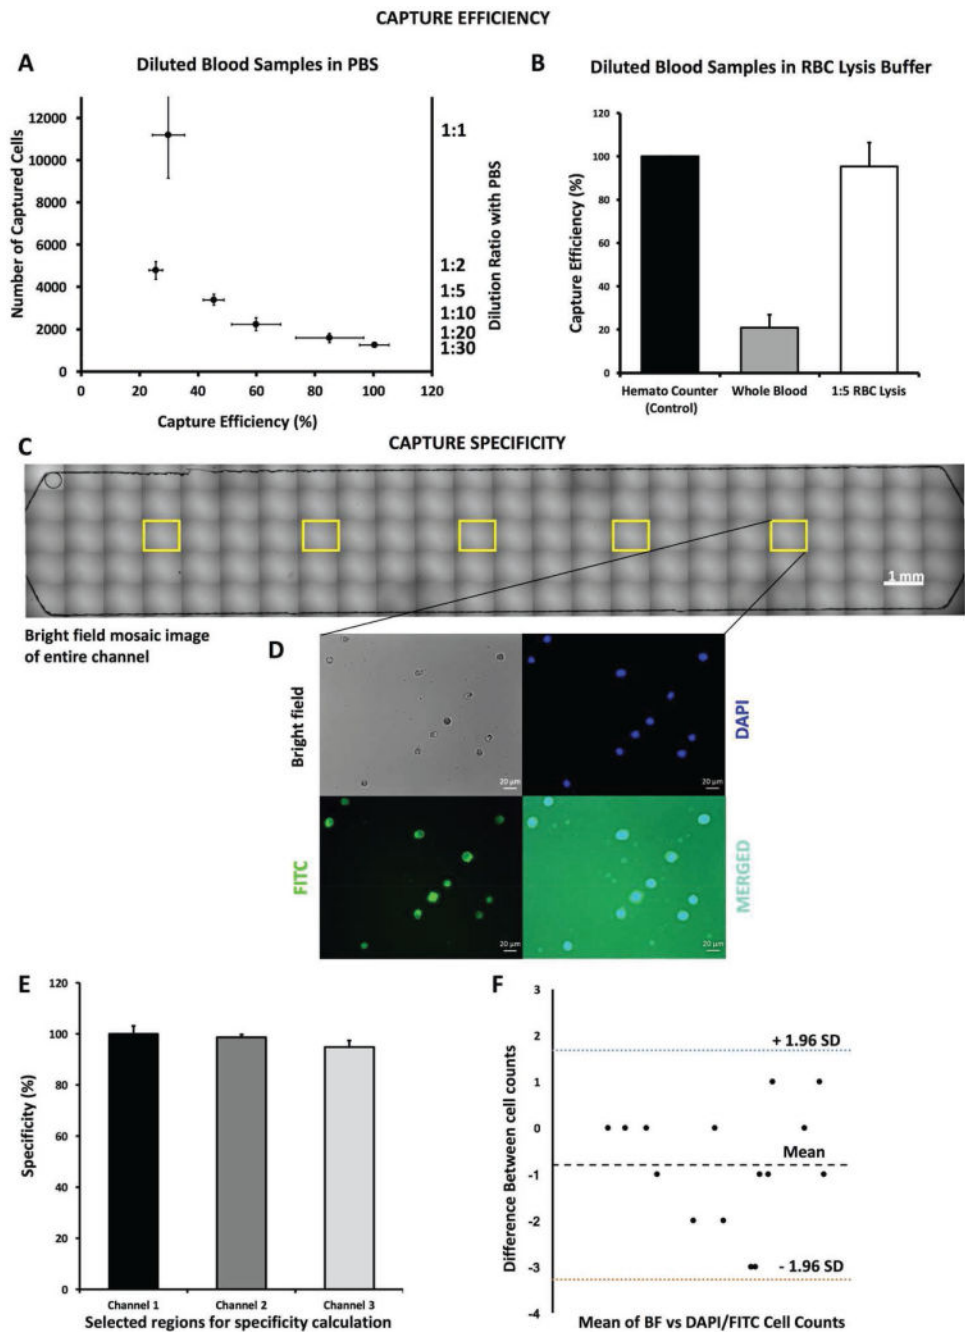 CAPTURE EFFICIENCY
A
Diluted Blood Samples in PBS
Number of Captured Cells
12000
10000
8000
6000
4000
2000
0
0 20 40 60 80 100 120
Capture Efficiency (%)
1:1
1:2
1:5
1:10
1:20
1:30
Dilution Ratio with PBS
B
Diluted Blood Samples in RBC Lysis Buffer
Capture Efficiency (%)
120
100
80
60
40
20
0
Hemato Counter
(Control)
Whole Blood
1:5 RBC Lysis
C
CAPTURE SPECIFICITY
1 mm
Bright field mosaic image
of entire channel
D
Bright field
20 µm
DAPI
20 µm
FITC
20 µm
MERGED
20 µm
E
Specificity (%)
120
100
80
60
40
20
0
Channel 1
Channel 2
Channel 3
Selected regions for specificity calculation
F
Difference Between cell counts
3
2
1
0
-1
-2
-3
-4
+ 1.96 SD
Mean
- 1.96 SD
Mean of BF vs DAPI/FITC Cell Counts